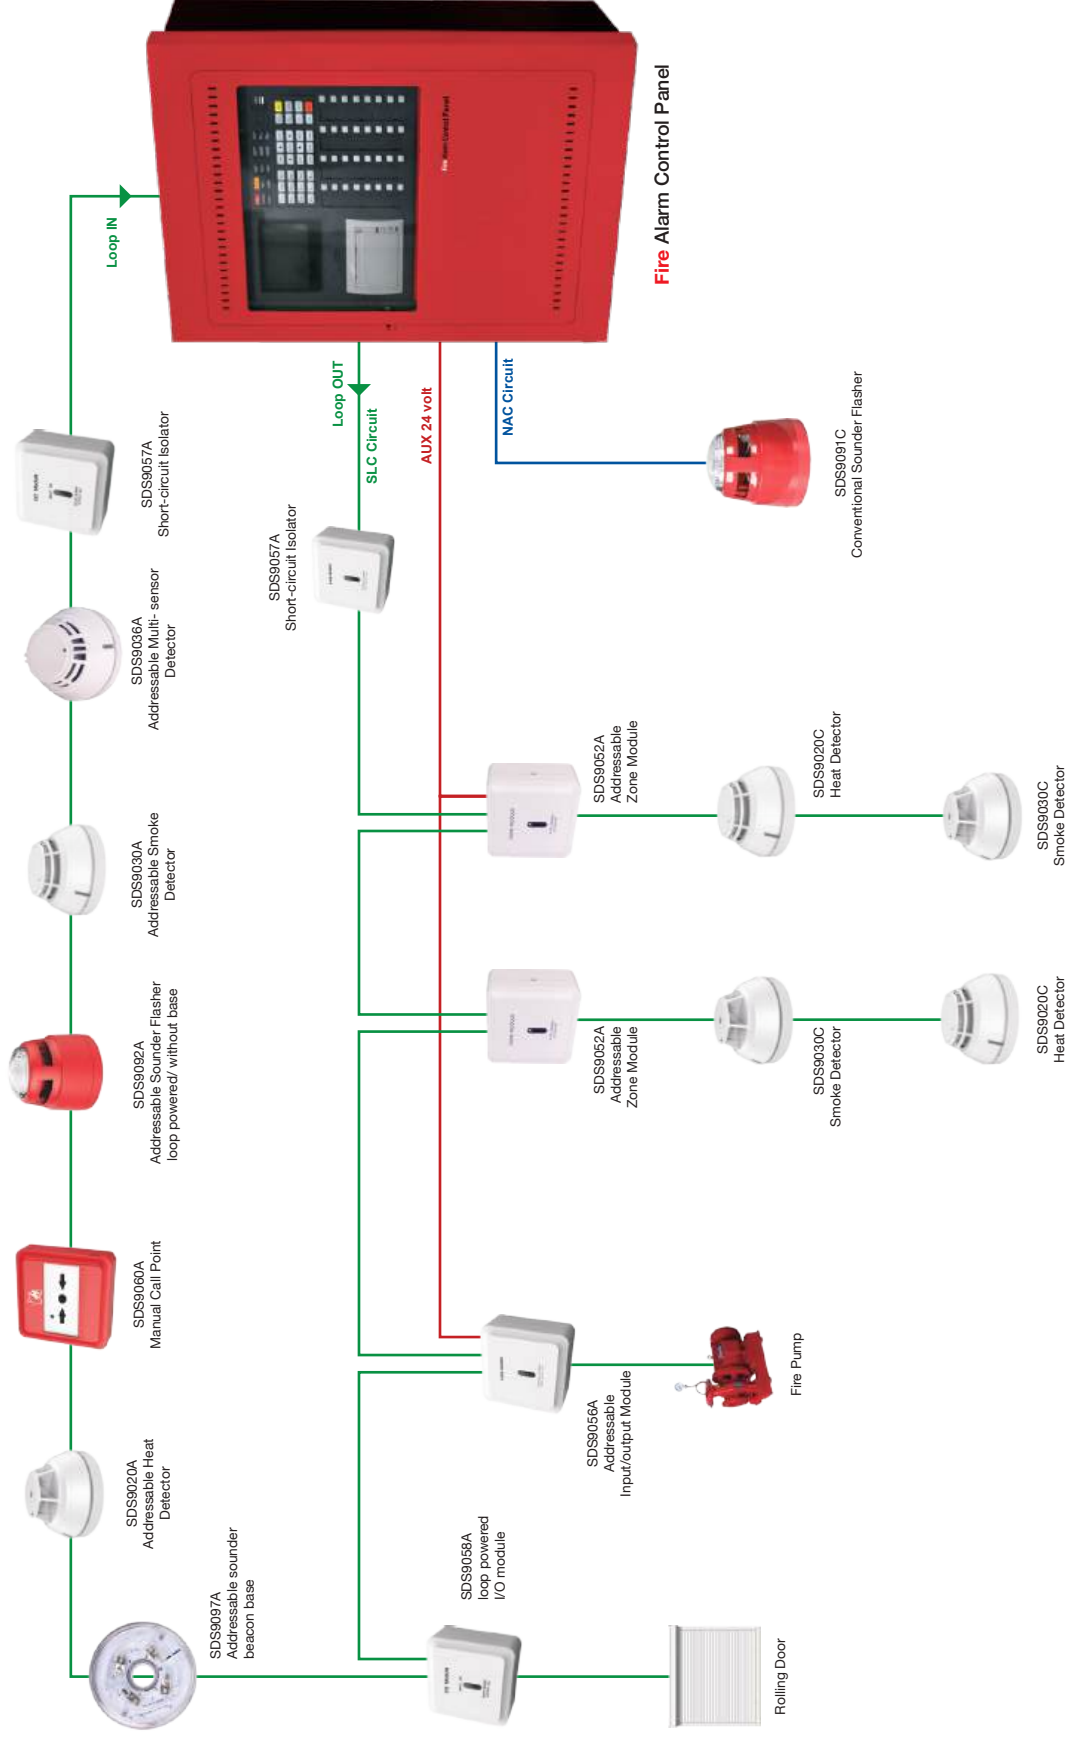 Fire Alarm Control Panel
Fire Alarm Control Panel
Loop IN
Loop OUT
SLC Circuit
AUX 24 volt
NAC Circuit
SDS9057A
Short-circuit Isolator
SDS9036A
Addressable Multi- sensor
Detector
SDS9030A
Addressable Smoke
Detector
SDS9092A
Addressable Sounder Flasher
loop powered/ without base
SDS9060A
Manual Call Point
SDS9020A
Addressable Heat
Detector
SDS9097A
Addressable sounder
beacon base
SDS9057A
Short-circuit Isolator
SDS9052A
Addressable
Zone Module
SDS9052A
Addressable
Zone Module
SDS9056A
Addressable
Input/output Module
SDS9058A
loop powered
I/O module
SDS9091C
Conventional Sounder Flasher
SDS9020C
Heat Detector
SDS9030C
Smoke Detector
SDS9030C
Smoke Detector
SDS9020C
Heat Detector
Fire Pump
Rolling Door